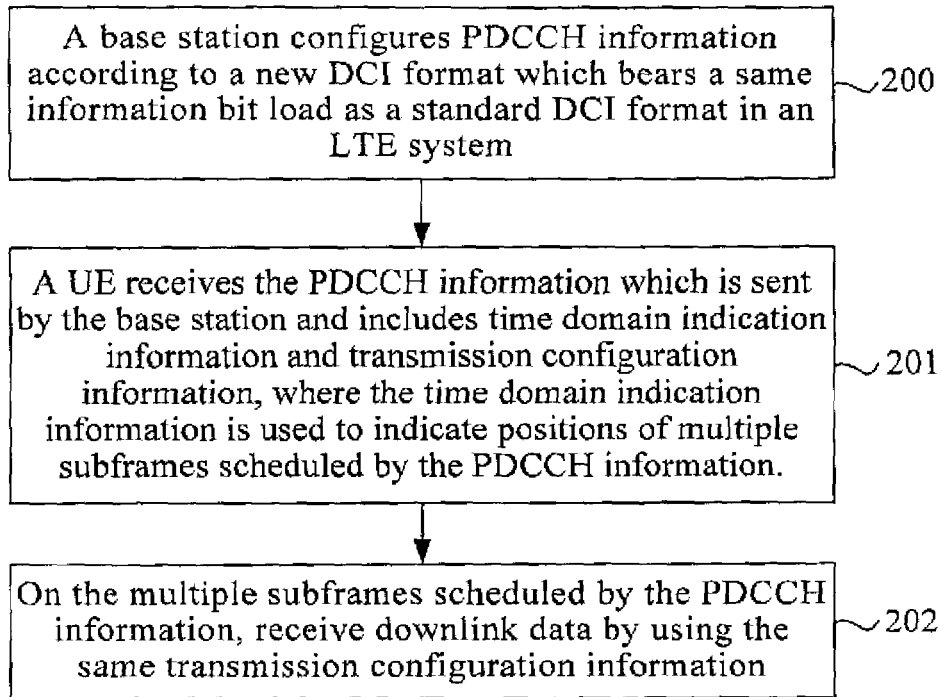 A base station configures PDCCH information
according to a new DCI format which bears a same
information bit load as a standard DCI format in an
LTE system
200
A UE receives the PDCCH information which is sent
by the base station and includes time domain indication
information and transmission configuration
information, where the time domain indication
information is used to indicate positions of multiple
subframes scheduled by the PDCCH information.
201
On the multiple subframes scheduled by the PDCCH
information, receive downlink data by using the
same transmission configuration information
202